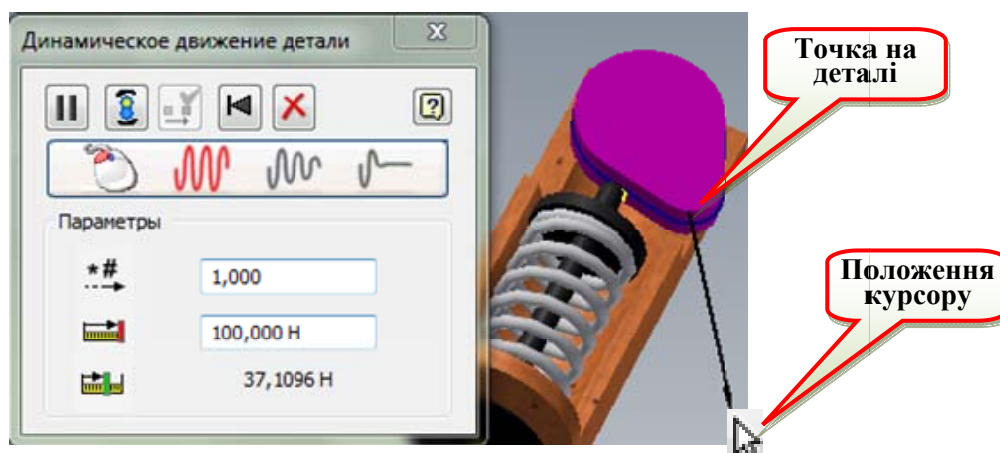 Динамическое движение детали
x
*#
Параметры
1,000
100,000 Н
37,1096 Н
Точка на
деталі
Положення
курсору